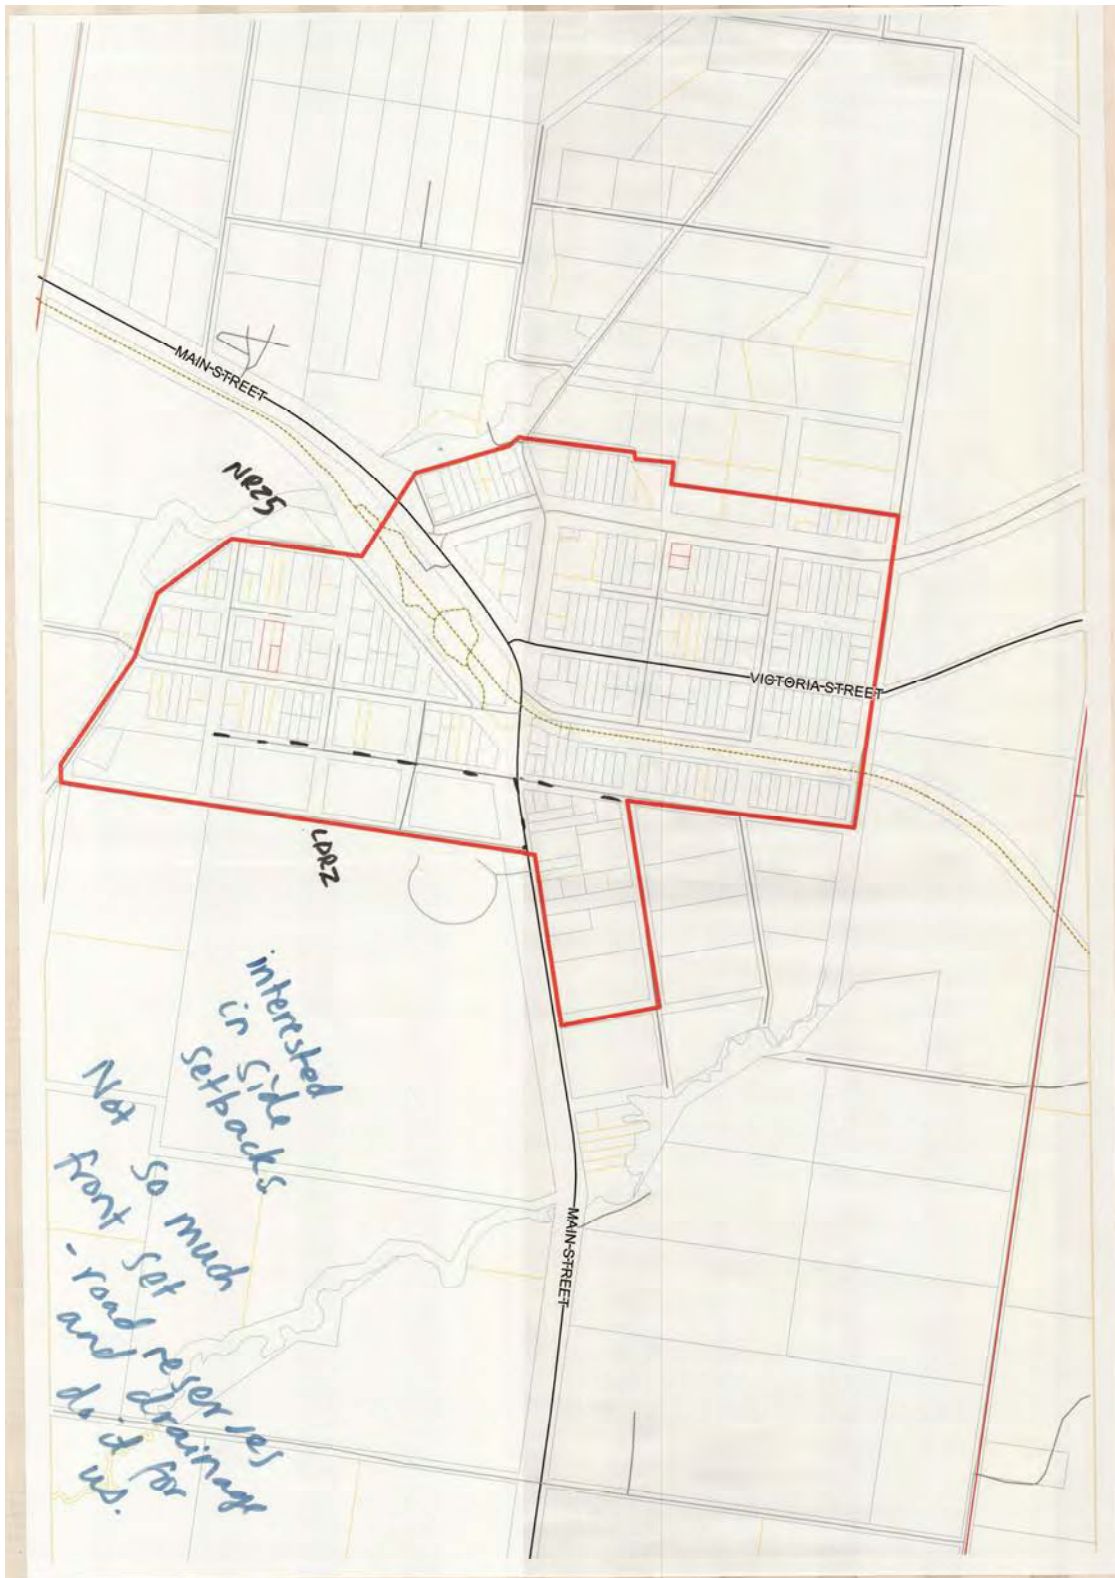 MAIN STREET
NRZ5
VICTORIA STREET
LDRZ
interested
in side
setbacks
Not so much
front set
- road reserves
and drainage
do it for
us.
MAIN STREET